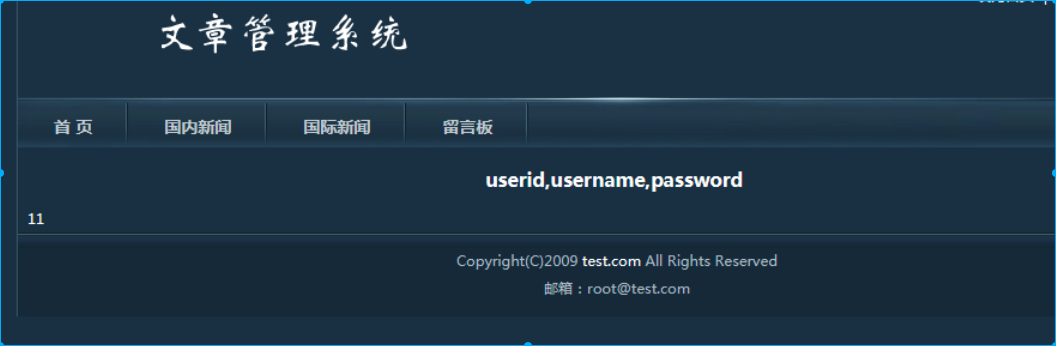 文章管理系统
首 页 国内新闻 国际新闻 留言板
userid,username,password
11
Copyright(C)2009 test.com All Rights Reserved
邮箱：root@test.com